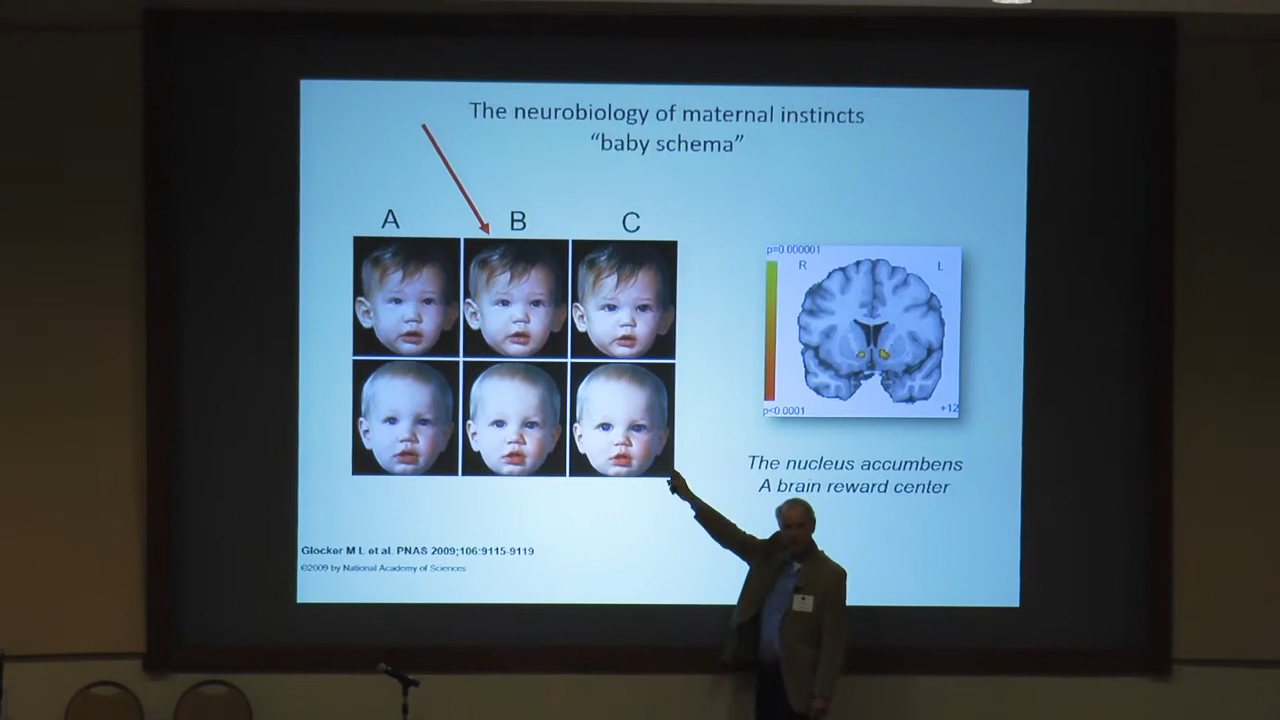 The neurobiology of maternal instincts
“baby schema”
A B C
p=0.000001
R L
p<0.0001
+12
The nucleus accumbens
A brain reward center
Glocker M L et al. PNAS 2009;106:9115-9119
©2009 by National Academy of Sciences